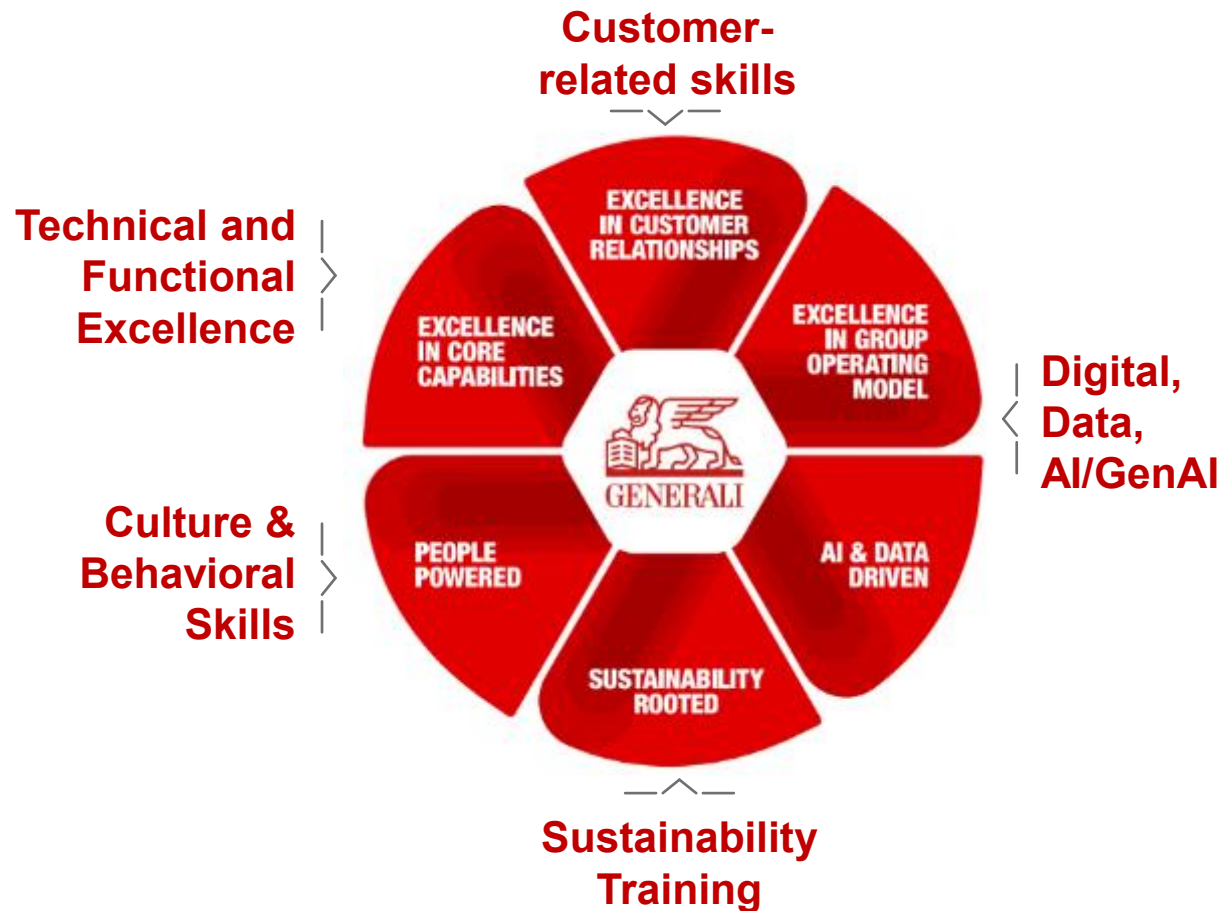 Customer-
related skills
Technical and
Functional
Excellence
EXCELLENCE
IN CUSTOMER
RELATIONSHIPS
EXCELLENCE
IN GROUP
OPERATING
MODEL
EXCELLENCE
IN CORE
CAPABILITIES
Digital,
Data,
AI/GenAI
GENERALI
Culture &
Behavioral
Skills
PEOPLE
POWERED
AI & DATA
DRIVEN
SUSTAINABILITY
ROOTED
Sustainability
Training